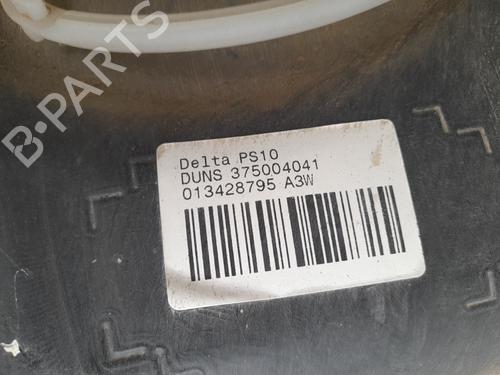 B-PARTS
Delta PS10
DUNS 375004041
013428795 A3W